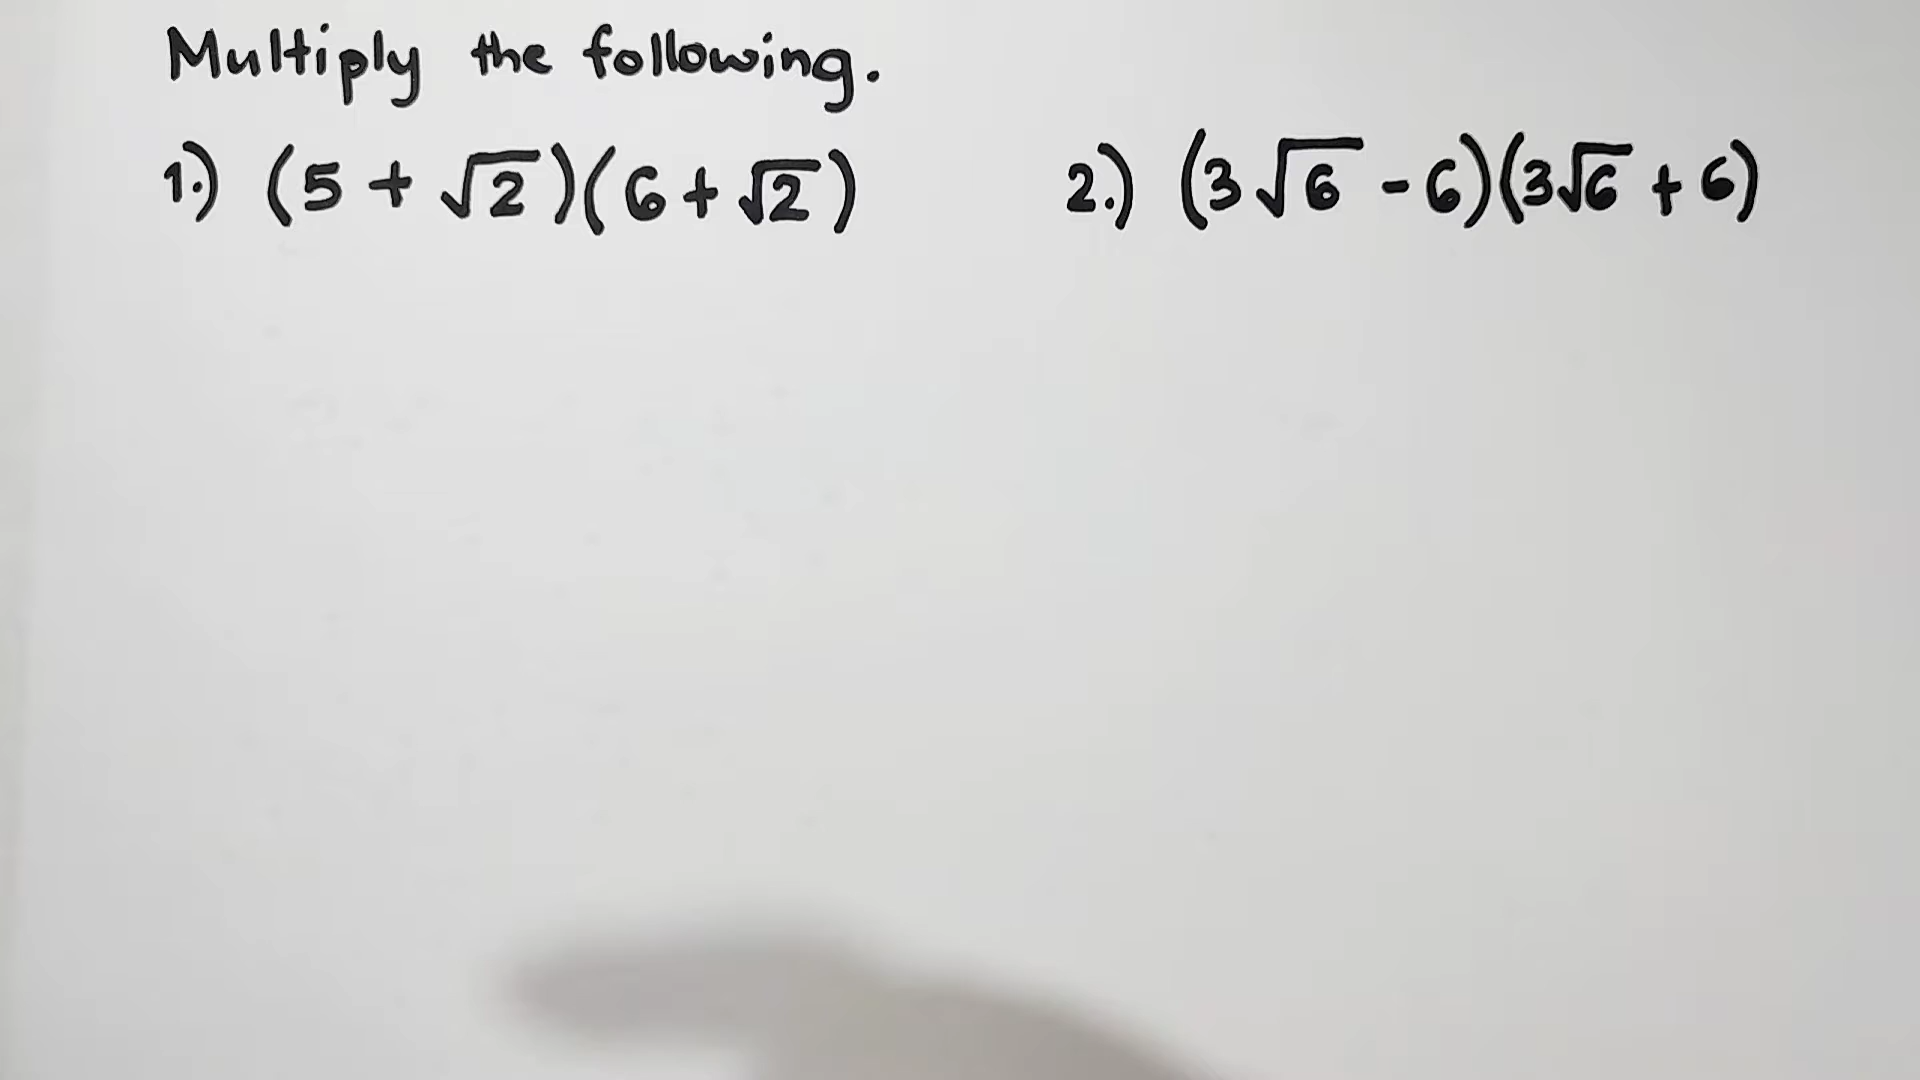 Multiply the following.
1.) (5 + √2)(6 + √2)
2.) (3√6 - 6)(3√6 + 6)